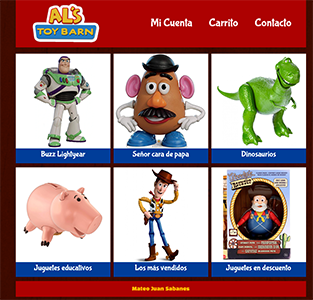 AL'S
TOY BARN
Mi Cuenta Carrito Contacto
Buzz Lightyear Señor cara de papa Dinosaurios
Juguetes educativos Los más vendidos Juguetes en descuento
Mateo Juan Sabanes